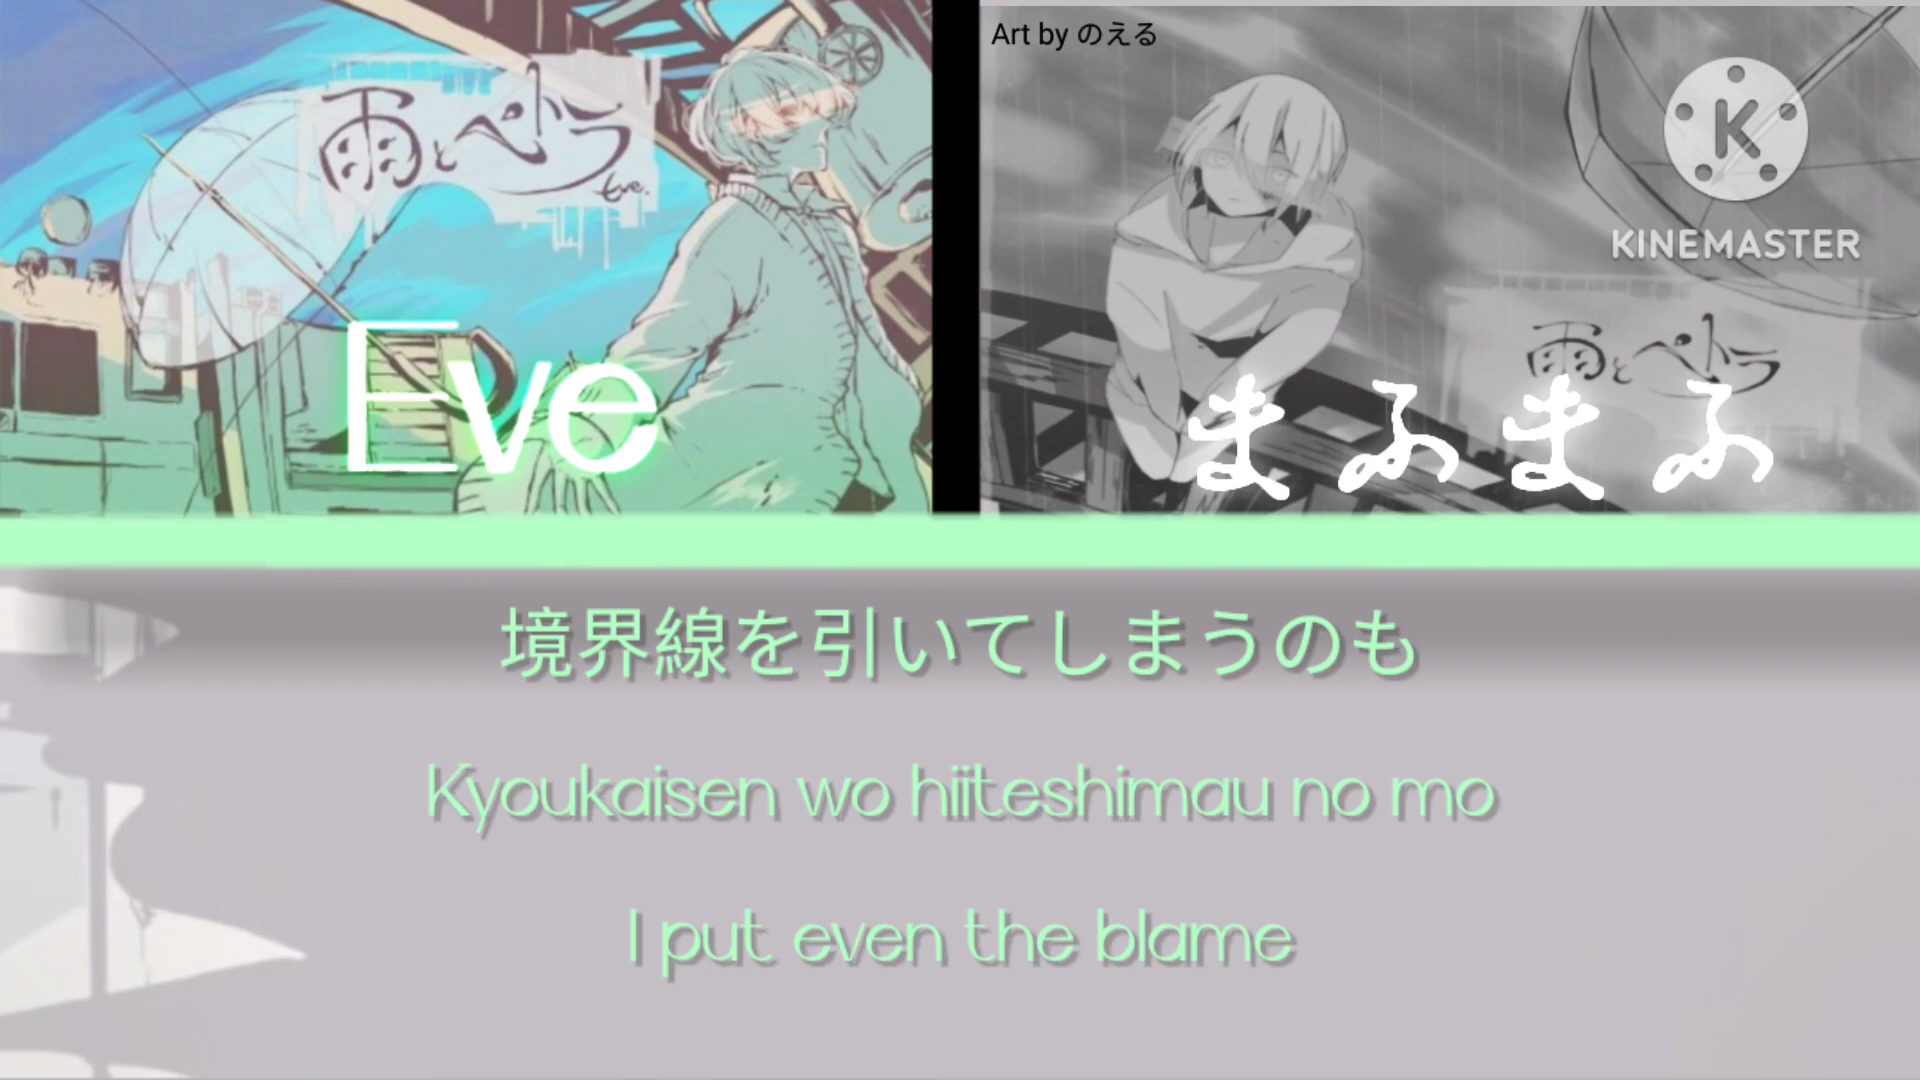 雨とペトラ
Eve.
Eve
Art by のえる
K
KINEMASTER
雨とペトラ
まふまふ
境界線を引いてしまうのも
Kyoukaisen wo hiiteshimau no mo
I put even the blame